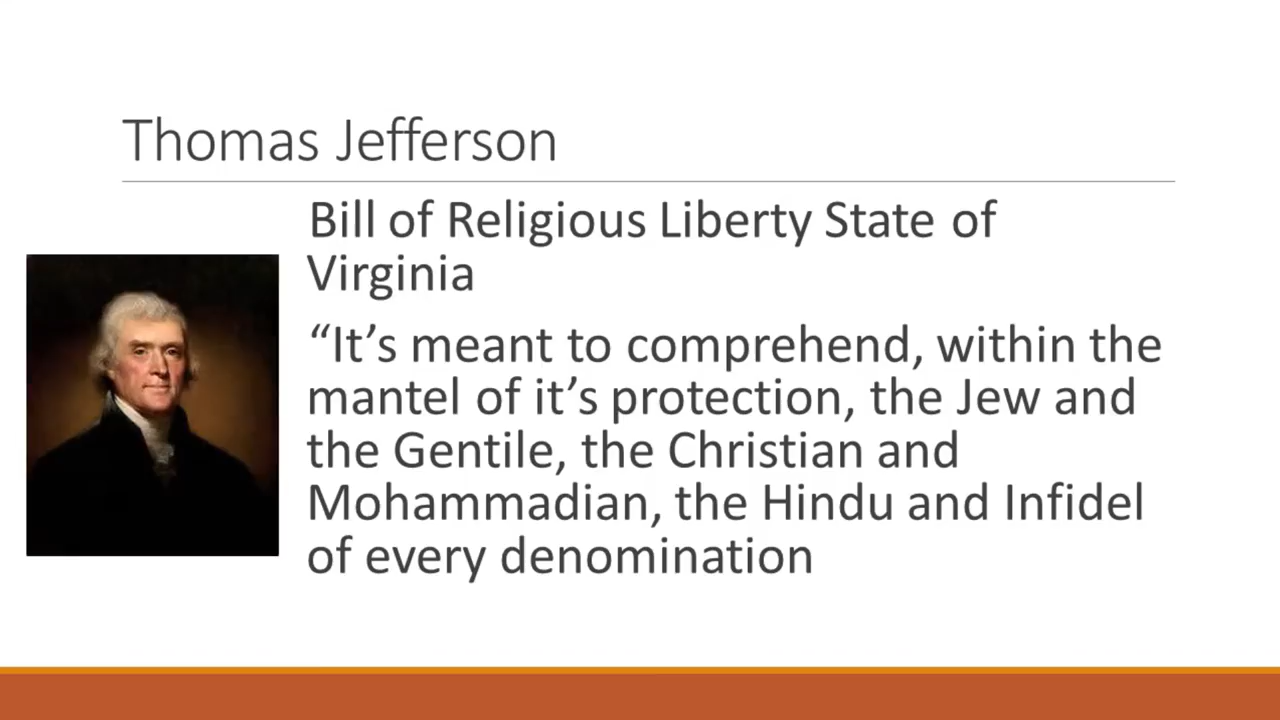 Thomas Jefferson
Bill of Religious Liberty State of
Virginia
“It’s meant to comprehend, within the
mantel of it’s protection, the Jew and
the Gentile, the Christian and
Mohammadian, the Hindu and Infidel
of every denomination